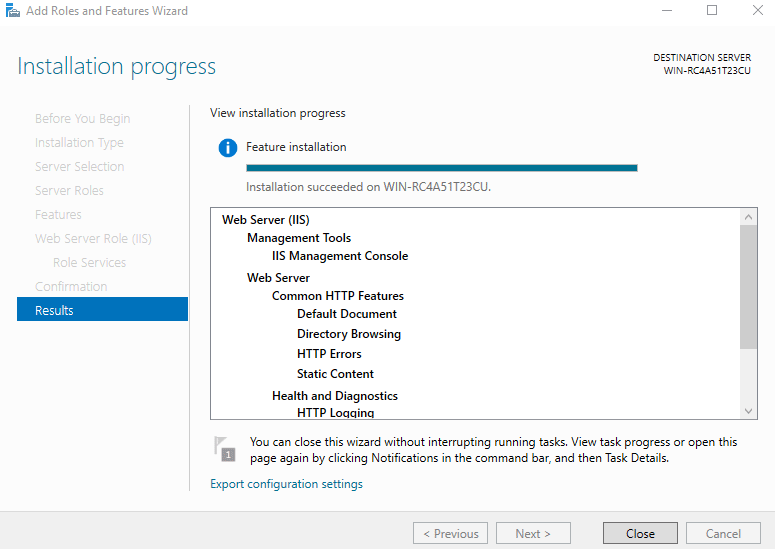 Add Roles and Features Wizard
Installation progress
DESTINATION SERVER
WIN-RC4A51T23CU
Before You Begin
Installation Type
Server Selection
Server Roles
Features
Web Server Role (IIS)
Role Services
Confirmation
Results
View installation progress
Feature installation
Installation succeeded on WIN-RC4A51T23CU.
Web Server (IIS)
Management Tools
IIS Management Console
Web Server
Common HTTP Features
Default Document
Directory Browsing
HTTP Errors
Static Content
Health and Diagnostics
HTTP Logging
1
You can close this wizard without interrupting running tasks. View task progress or open this
page again by clicking Notifications in the command bar, and then Task Details.
Export configuration settings
< Previous
Next >
Close
Cancel